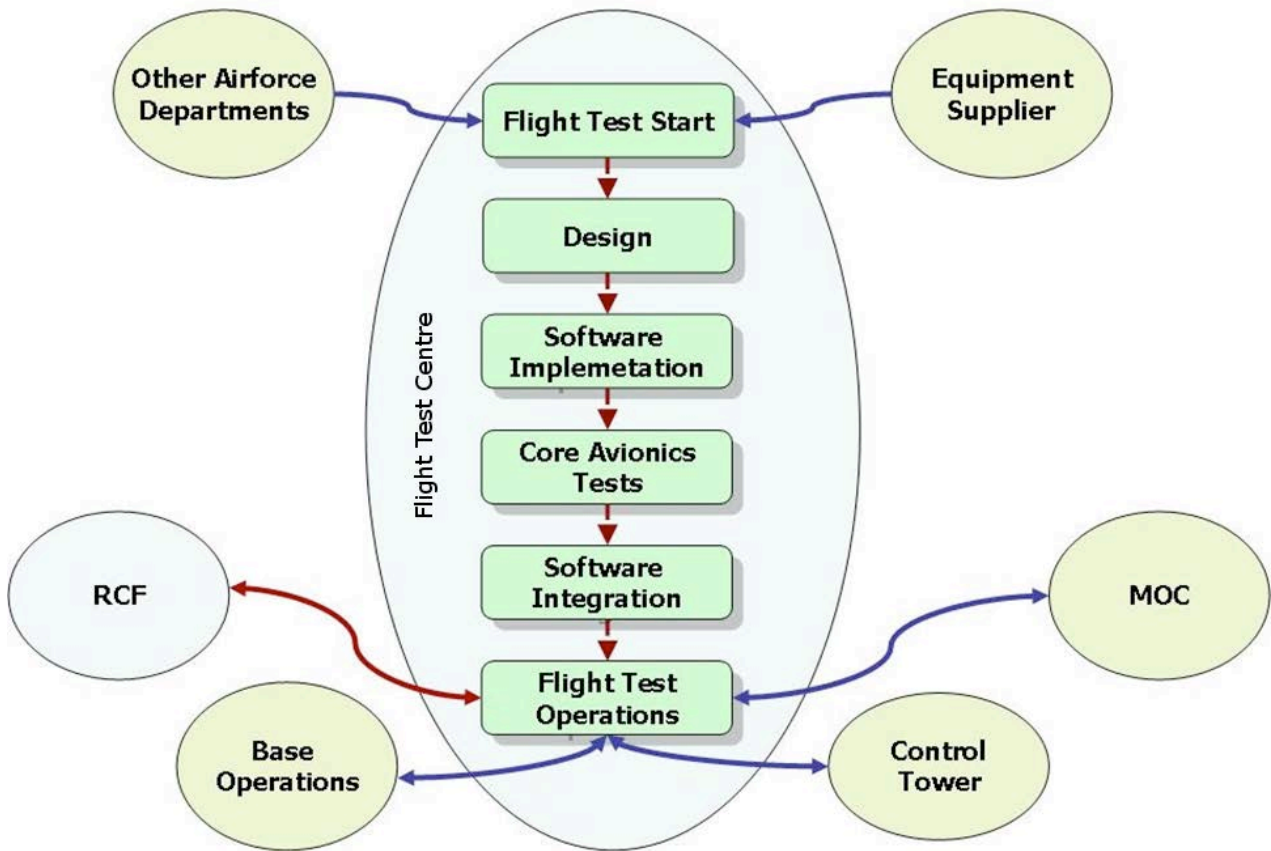 Other Airforce
Departments
Equipment
Supplier
Flight Test Start
Design
Software
Implemetation
Flight Test Centre
Core Avionics
Tests
Software
Integration
RCF
MOC
Flight Test
Operations
Base
Operations
Control
Tower